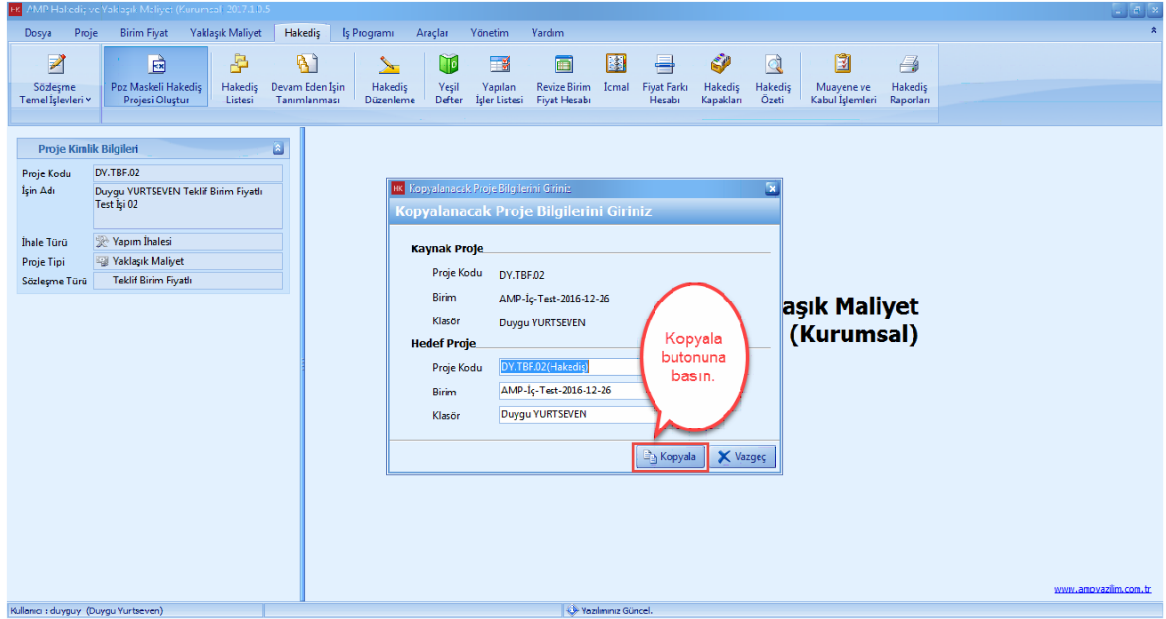 AMP Hakediş ve Yaklaşık Maliyet (Kurumsal) 2017.1.0.5
Dosya Proje Birim Fiyat Yaklaşık Maliyet Hakediş İş Programı Araçlar Yönetim Yardım
Sözleşme Temel İşlevleri
Poz Maskeli Hakediş Projesi Oluştur
Hakediş Listesi
Devam Eden İşin Tanımlanması
Hakediş Düzenleme
Yeşil Defter
Yapılan İşler Listesi
Revize Birim Fiyat Hesabı
İcmal
Fiyat Farkı Hesabı
Hakediş Kapakları
Hakediş Özeti
Muayene ve Kabul İşlemleri
Hakediş Raporları
Proje Kimlik Bilgileri
Proje Kodu DY.TBF.02
İşin Adı Duygu YURTSEVEN Teklif Birim Fiyatlı
Test İşi 02
İhale Türü Yapım İhalesi
Proje Tipi Yaklaşık Maliyet
Sözleşme Türü Teklif Birim Fiyatlı
HK Kopyalanacak Proje Bilgilerini Giriniz
Kopyalanacak Proje Bilgilerini Giriniz
Kaynak Proje
Proje Kodu DY.TBF.02
Birim AMP-İç-Test-2016-12-26
Klasör Duygu YURTSEVEN
Hedef Proje
Proje Kodu DY.TBF.02(Hakediş)
Birim AMP-İç-Test-2016-12-26
Klasör Duygu YURTSEVEN
Kopyala
butonuna
basın.
Kopyala Vazgeç
aşık Maliyet
(Kurumsal)
www.ampyazilim.com.tr
Kullanıcı : duyguy (Duygu Yurtseven) Yazılımınız Güncel.